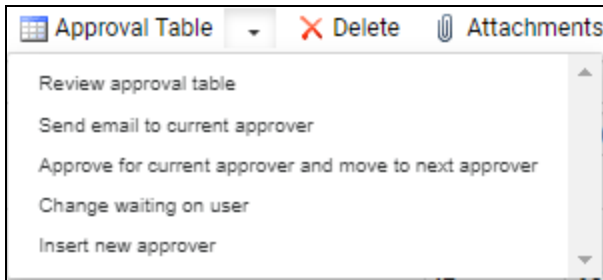 Approval Table Delete Attachments
Review approval table
Send email to current approver
Approve for current approver and move to next approver
Change waiting on user
Insert new approver